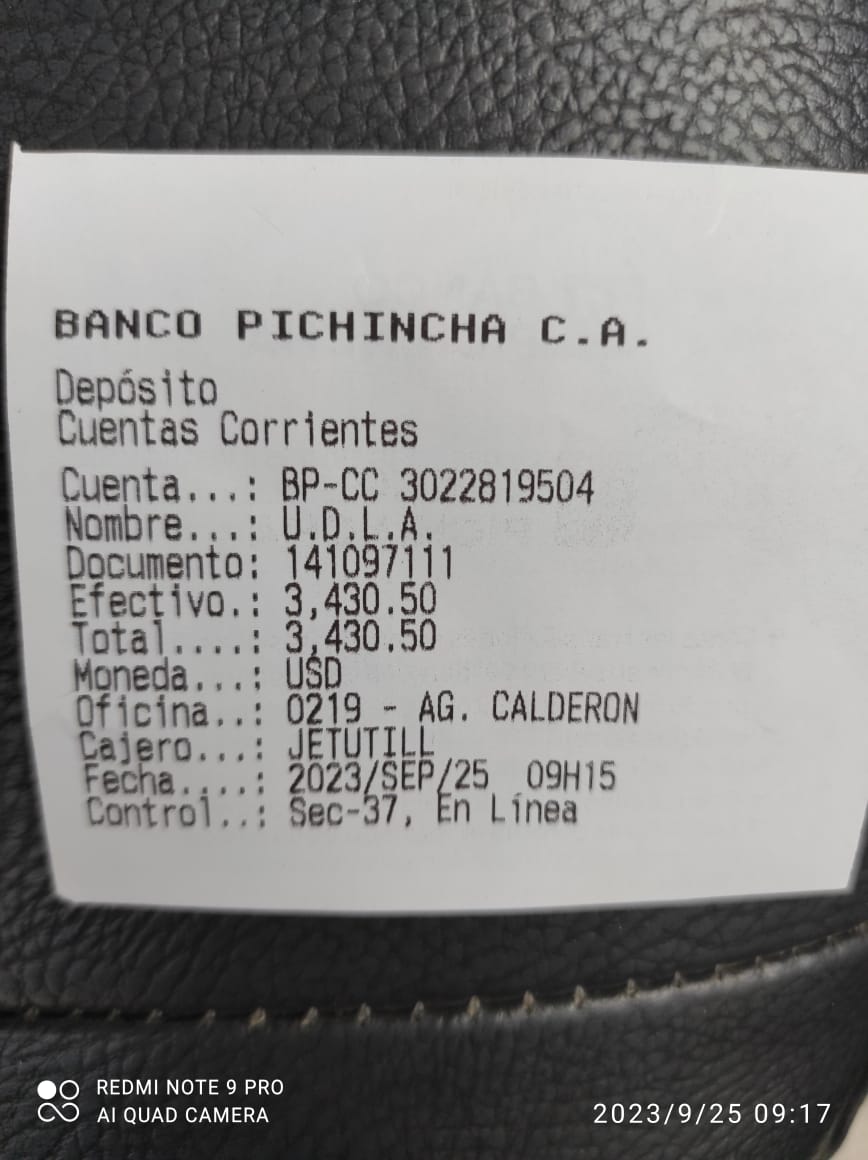 BANCO PICHINCHA C.A.
Depósito
Cuentas Corrientes
Cuenta...: BP-CC 3022819504
Nombre...: U.D.L.A.
Documento: 141097111
Efectivo.: 3,430.50
Total....: 3,430.50
Moneda...: USD
Oficina..: 0219 - AG. CALDERON
Cajero...: JETUTILL
Fecha....: 2023/SEP/25 09H15
Control..: Sec-37, En Línea
REDMI NOTE 9 PRO
AI QUAD CAMERA
2023/9/25 09:17